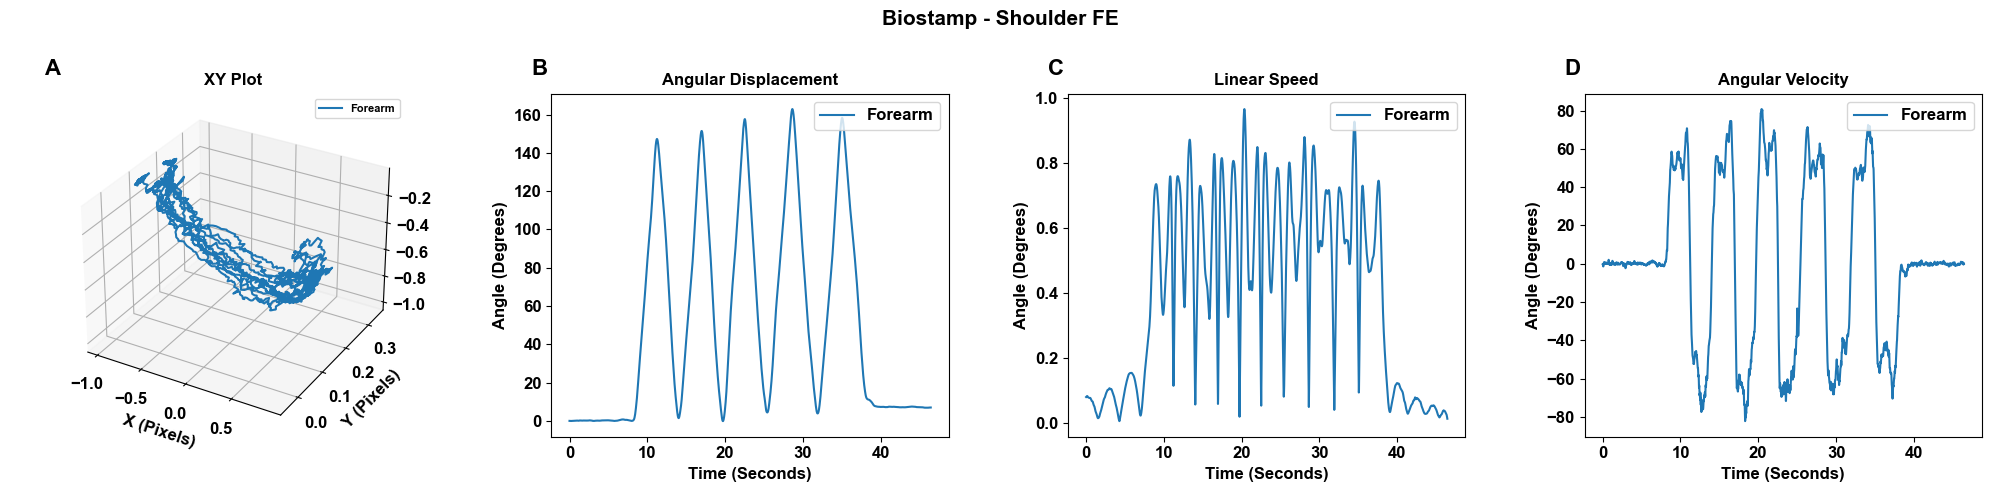 Biostamp - Shoulder FE
A
XY Plot
Forearm
−0.2
−0.4
−0.6
−0.8
−1.0
0.3
0.2
0.1
0.0
Y (Pixels)
−1.0
−0.5
0.0
0.5
X (Pixels)
B
Angular Displacement
Forearm
160
140
120
100
80
60
40
20
0
Angle (Degrees)
0 10 20 30 40
Time (Seconds)
C
Linear Speed
Forearm
1.0
0.8
0.6
0.4
0.2
0.0
Angle (Degrees)
0 10 20 30 40
Time (Seconds)
D
Angular Velocity
Forearm
80
60
40
20
0
−20
−40
−60
−80
Angle (Degrees)
0 10 20 30 40
Time (Seconds)